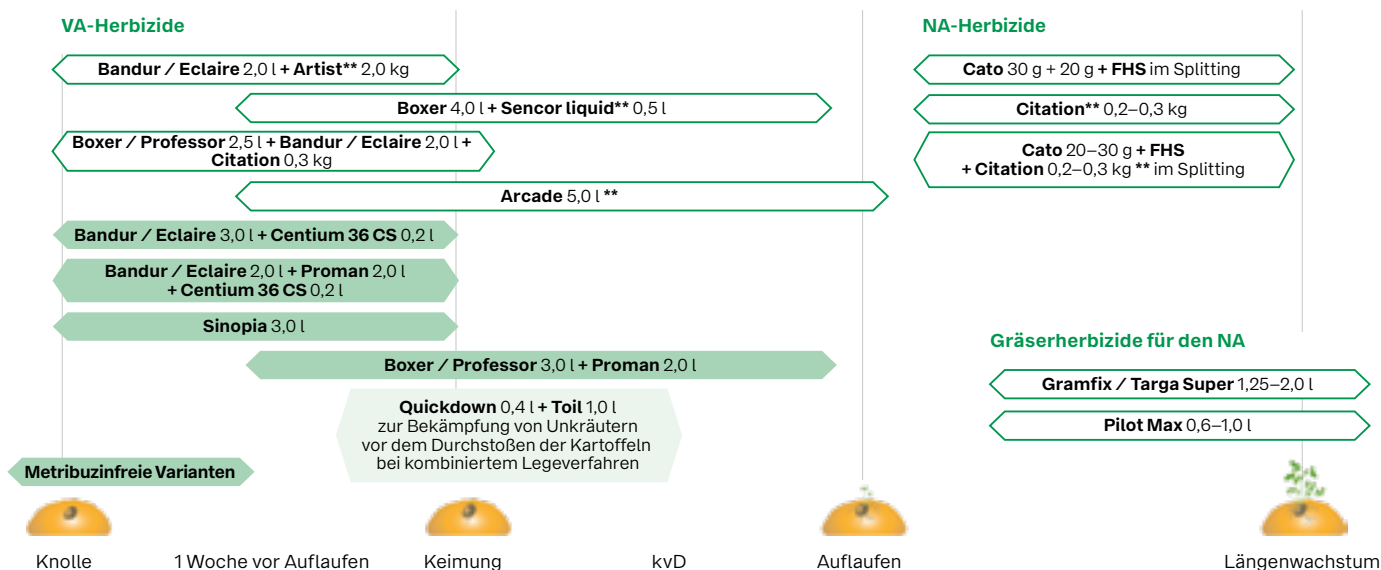 VA-Herbizide
Bandur / Eclaire 2,0 l + Artist** 2,0 kg
Boxer 4,0 l + Sencor liquid** 0,5 l
Boxer / Professor 2,5 l + Bandur / Eclaire 2,0 l +
Citation 0,3 kg
Arcade 5,0 l **
Bandur / Eclaire 3,0 l + Centium 36 CS 0,2 l
Bandur / Eclaire 2,0 l + Proman 2,0 l
+ Centium 36 CS 0,2 l
Sinopia 3,0 l
Boxer / Professor 3,0 l + Proman 2,0 l
Quickdown 0,4 l + Toil 1,0 l
zur Bekämpfung von Unkräutern
vor dem Durchstoßen der Kartoffeln
bei kombiniertem Legeverfahren
Metribuzinfreie Varianten
NA-Herbizide
Cato 30 g + 20 g + FHS im Splitting
Citation** 0,2–0,3 kg
Cato 20–30 g + FHS
+ Citation 0,2–0,3 kg ** im Splitting
Gräserherbizide für den NA
Gramfix / Targa Super 1,25–2,0 l
Pilot Max 0,6–1,0 l
Knolle
1 Woche vor Auflaufen
Keimung
kvD
Auflaufen
Längenwachstum